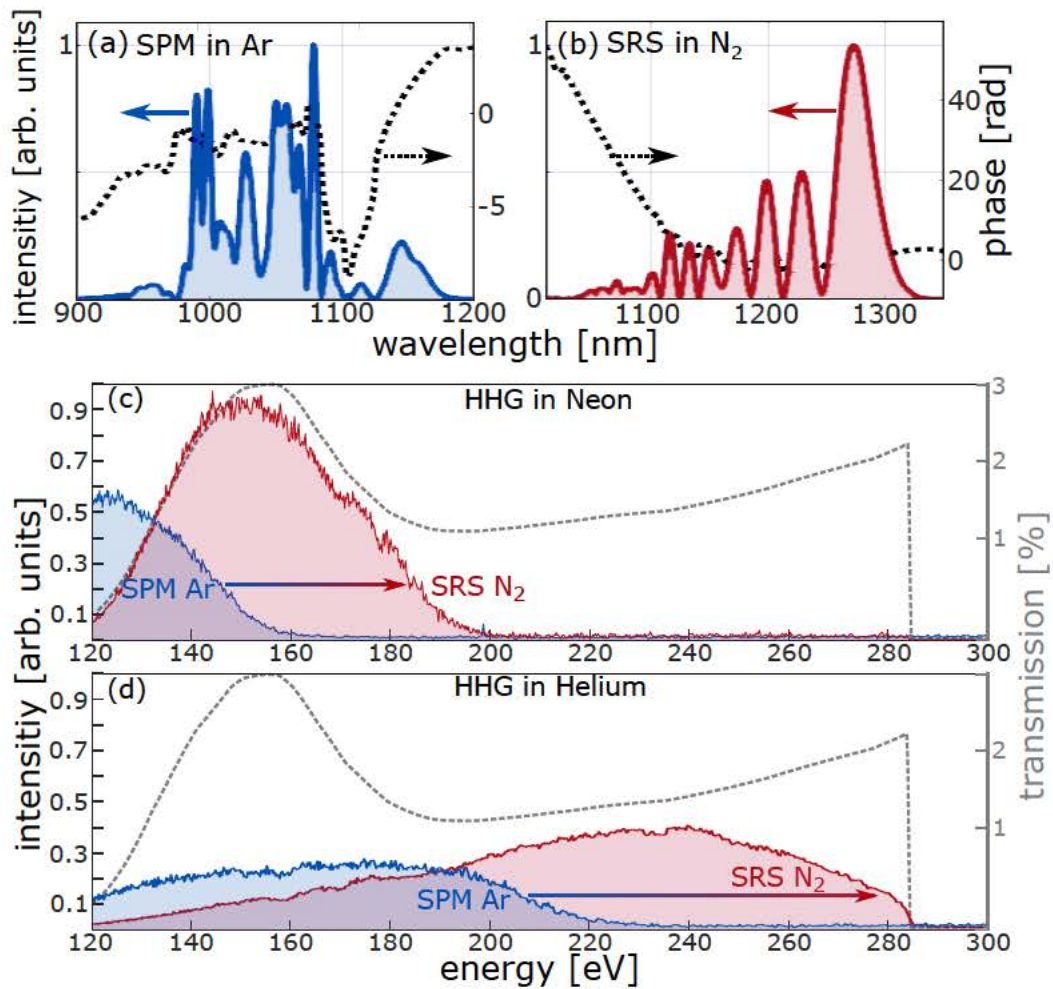 (a) SPM in Ar
(b) SRS in N2
intensitiy [arb. units]
1
0
-5
900
1000
1100
1200
1
0
40
20
0
phase [rad]
1100
1200
1300
wavelength [nm]
(c)
HHG in Neon
0.9
0.7
0.5
0.3
0.1
SPM Ar
SRS N2
3
2
1
120 140 160 180 200 220 240 260 280 300
intensitiy [arb. units]
transmission [%]
(d)
HHG in Helium
0.9
0.7
0.5
0.3
0.1
SPM Ar
SRS N2
2
1
120 140 160 180 200 220 240 260 280 300
energy [eV]